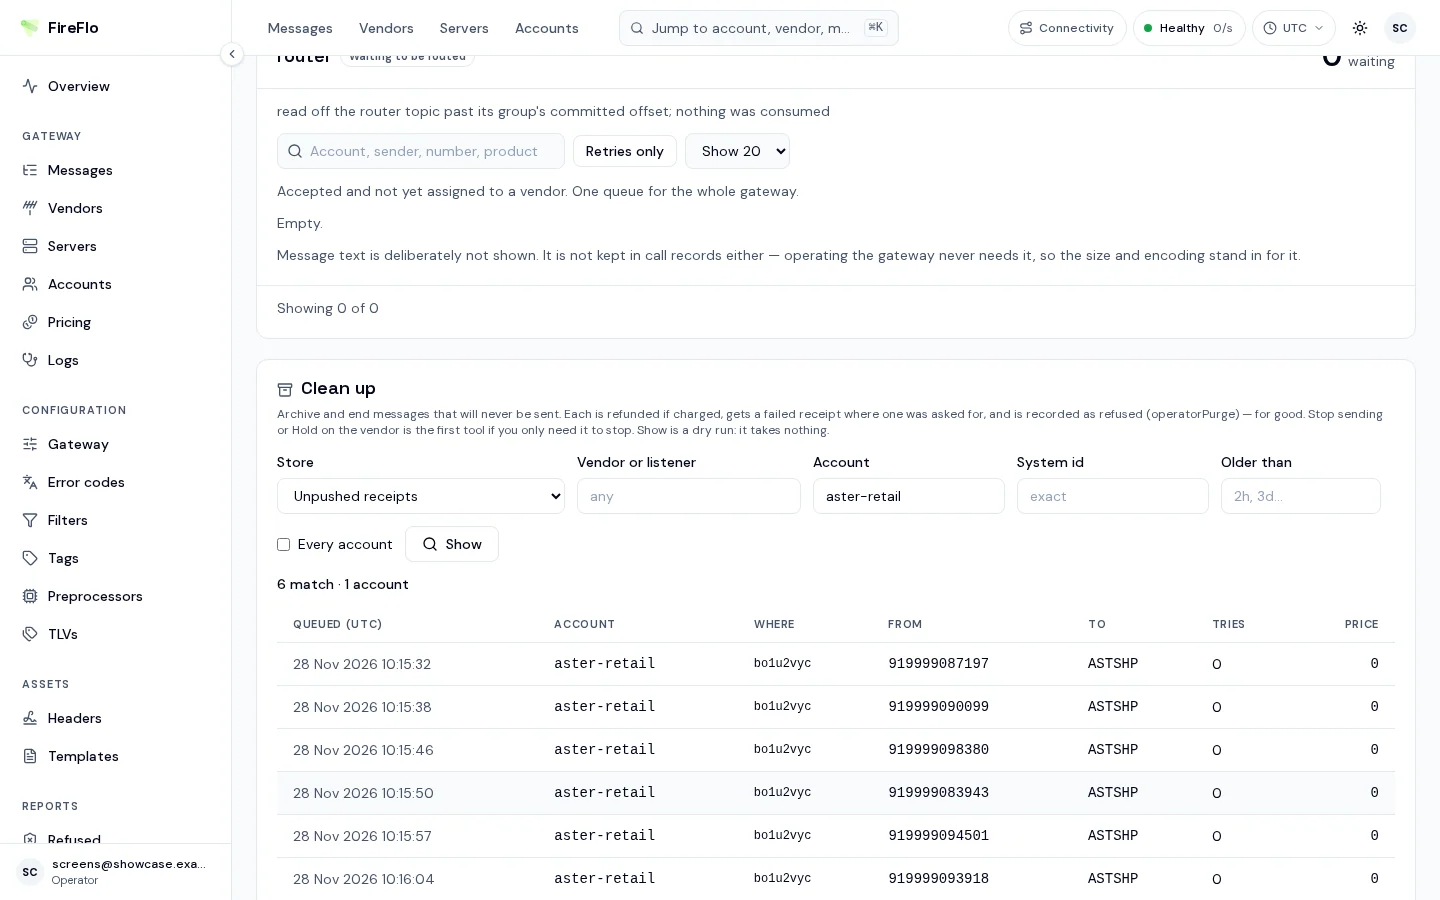 FireFlo
Messages
Vendors
Servers
Accounts
Jump to account, vendor, m...
⌘K
Connectivity
Healthy 0/s
UTC
SC
Overview
GATEWAY
Messages
Vendors
Servers
Accounts
Pricing
Logs
CONFIGURATION
Gateway
Error codes
Filters
Tags
Preprocessors
TLVs
ASSETS
Headers
Templates
REPORTS
Refused
SC
screens@showcase.exa...
Operator
router
Waiting to be routed
0 waiting
read off the router topic past its group's committed offset; nothing was consumed
Account, sender, number, product
Retries only
Show 20
Accepted and not yet assigned to a vendor. One queue for the whole gateway.
Empty.
Message text is deliberately not shown. It is not kept in call records either — operating the gateway never needs it, so the size and encoding stand in for it.
Showing 0 of 0
Clean up
Archive and end messages that will never be sent. Each is refunded if charged, gets a failed receipt where one was asked for, and is recorded as refused (operatorPurge) — for good. Stop sending
or Hold on the vendor is the first tool if you only need it to stop. Show is a dry run: it takes nothing.
Store
Vendor or listener
Account
System id
Older than
Unpushed receipts
any
aster-retail
exact
2h, 3d...
Every account
Show
6 match · 1 account
QUEUED (UTC) ACCOUNT WHERE FROM TO TRIES PRICE
28 Nov 2026 10:15:32 aster-retail bo1u2vyc 919999087197 ASTSHP 0 0
28 Nov 2026 10:15:38 aster-retail bo1u2vyc 919999090099 ASTSHP 0 0
28 Nov 2026 10:15:46 aster-retail bo1u2vyc 919999098380 ASTSHP 0 0
28 Nov 2026 10:15:50 aster-retail bo1u2vyc 919999083943 ASTSHP 0 0
28 Nov 2026 10:15:57 aster-retail bo1u2vyc 919999094501 ASTSHP 0 0
28 Nov 2026 10:16:04 aster-retail bo1u2vyc 919999093918 ASTSHP 0 0